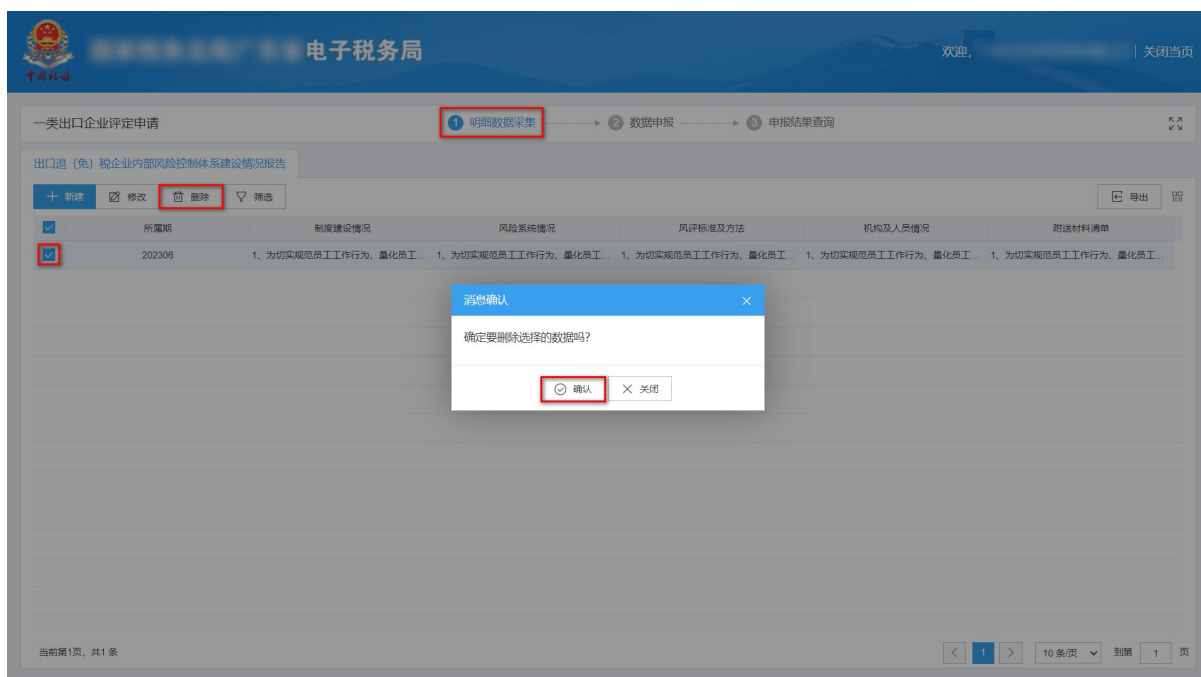 中国税务
电子税务局
欢迎,
关闭当页
一类出口企业评定申请
1 明细数据采集
2 数据申报
3 申报结果查询
出口退（免）税企业内部风险控制体系建设情况报告
新建 修改 删除 筛选 导出
所属期 制度建设情况 风险系统情况 风评标准及方法 机构及人员情况 附送材料清单
202306 1、为切实规范员工工作行为、量化员工... 1、为切实规范员工工作行为、量化员工... 1、为切实规范员工工作行为、量化员工... 1、为切实规范员工工作行为、量化员工... 1、为切实规范员工工作行为、量化员工...
消息确认
确定要删除选择的数据吗?
确认 关闭
当前第1页，共1 条
1 10 条/页 到第 1 页